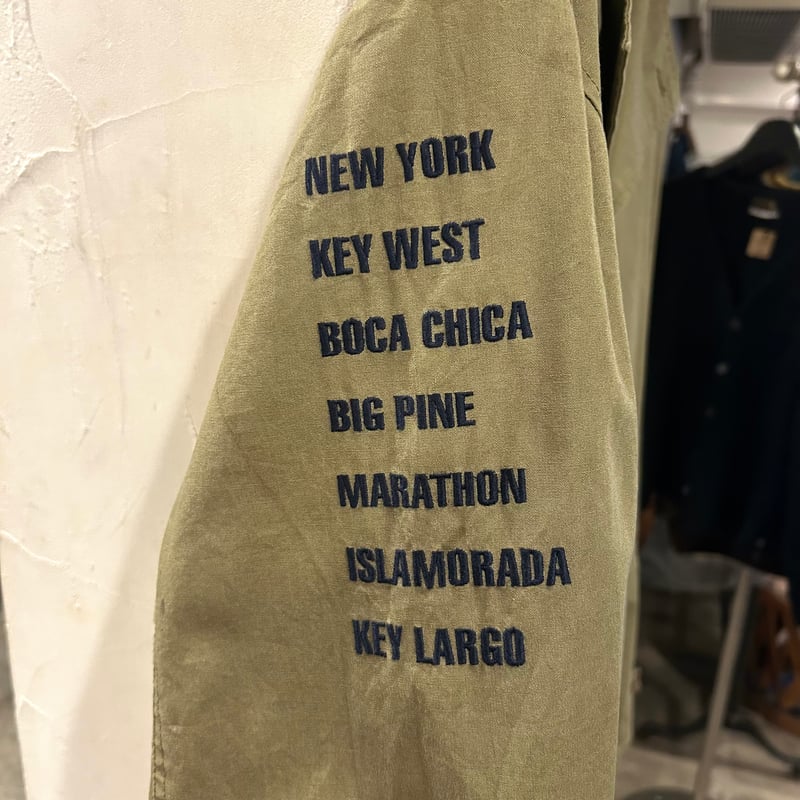 NEW YORK
KEY WEST
BOCA CHICA
BIG PINE
MARATHON
ISLAMORADA
KEY LARGO